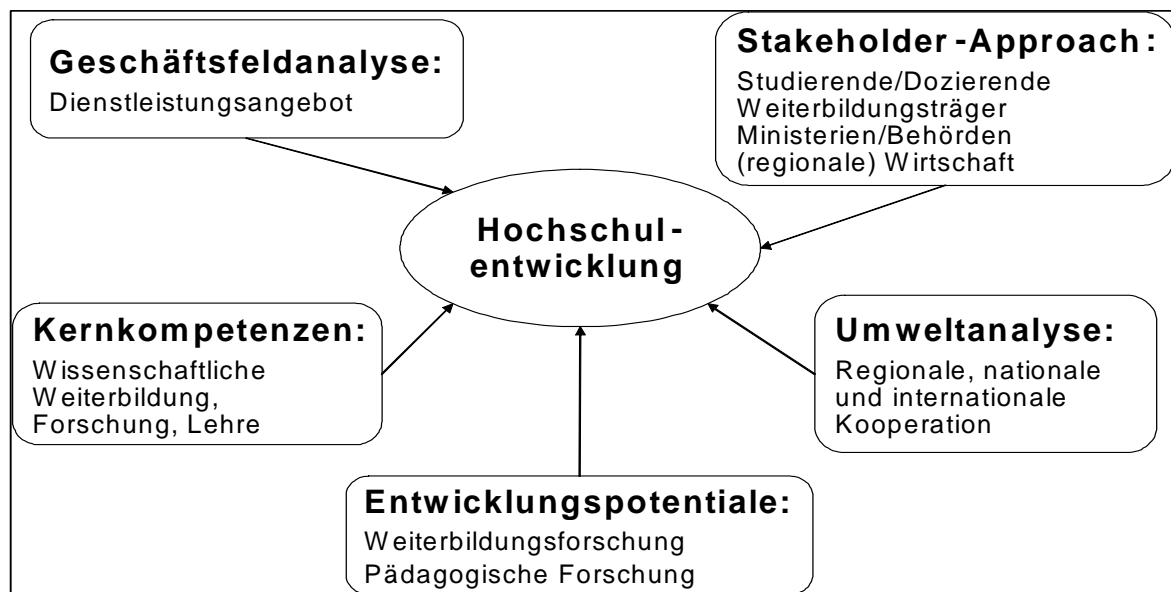 Geschäftsfeldanalyse:
Dienstleistungsangebot
Stakeholder-Approach:
Studierende/Dozierende
Weiterbildungsträger
Ministerien/Behörden
(regionale) Wirtschaft
Hochschul-
entwicklung
Kernkompetenzen:
Wissenschaftliche
Weiterbildung,
Forschung, Lehre
Umweltanalyse:
Regionale, nationale
und internationale
Kooperation
Entwicklungspotentiale:
Weiterbildungsforschung
Pädagogische Forschung